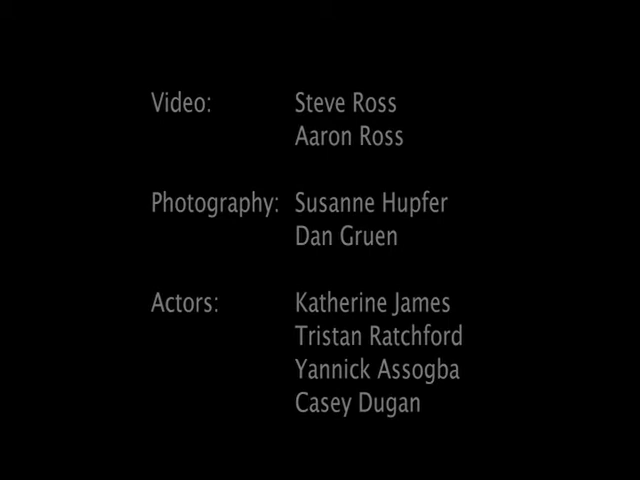 Video: Steve Ross
Aaron Ross
Photography: Susanne Hupfer
Dan Gruen
Actors: Katherine James
Tristan Ratchford
Yannick Assogba
Casey Dugan